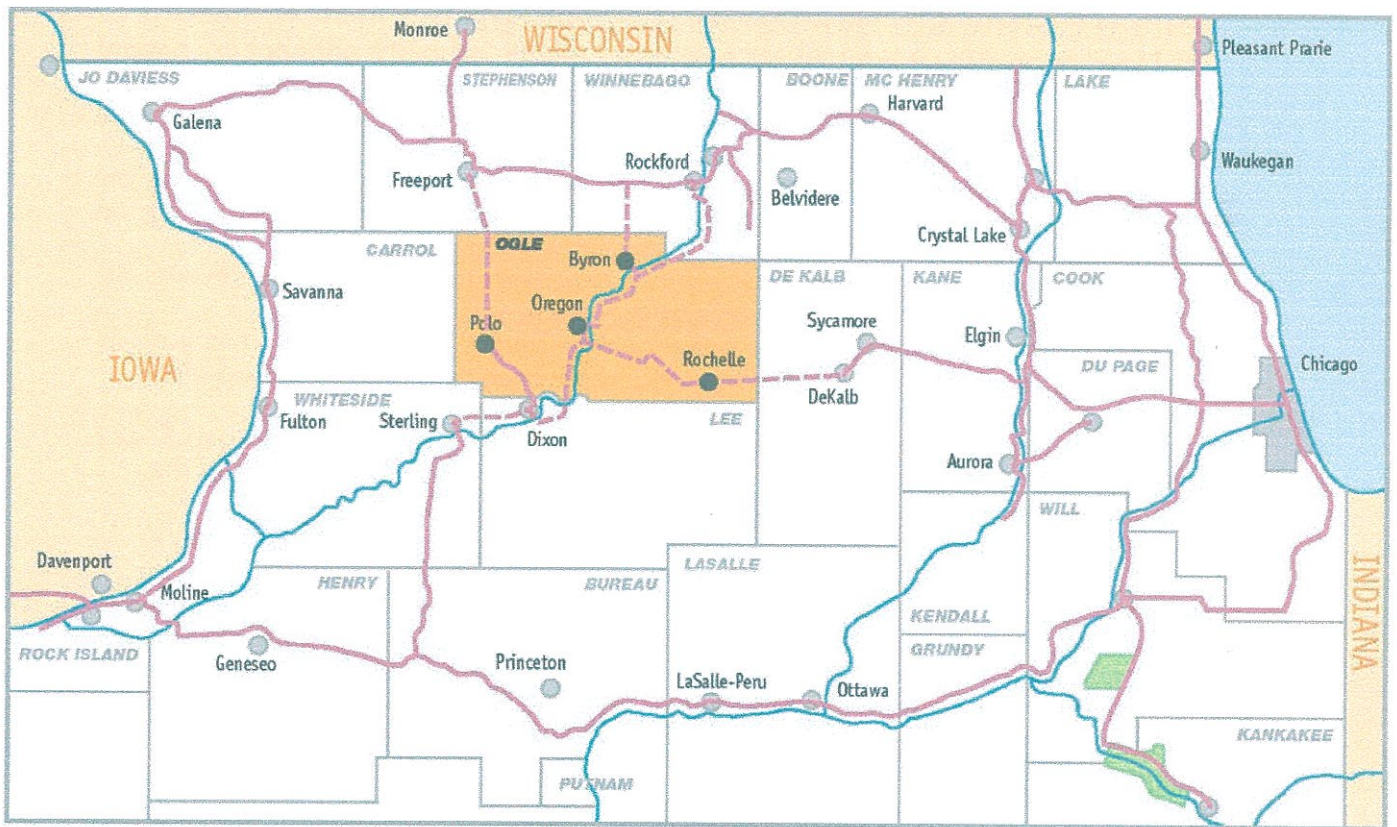 Monroe
WISCONSIN
Pleasant Prarie
JO DAVIESS
STEPHENSON
WINNEBAGO
BOONE
MC HENRY
LAKE
Harvard
Galena
Rockford
Waukegan
Freeport
Belvidere
Crystal Lake
CARROL
OGLE
Byron
DE KALB
KANE
COOK
Savanna
Oregon
Polo
Sycamore
Elgin
IOWA
Rochelle
DU PAGE
Chicago
DeKalb
WHITESIDE
Fulton
Sterling
LEE
Dixon
Aurora
WILL
Davenport
LASALLE
INDIANA
HENRY
BUREAU
Moline
KENDALL
ROCK ISLAND
Geneseo
GRUNDY
Princeton
LaSalle-Peru
Ottawa
KANKAKEE
PUTNAM